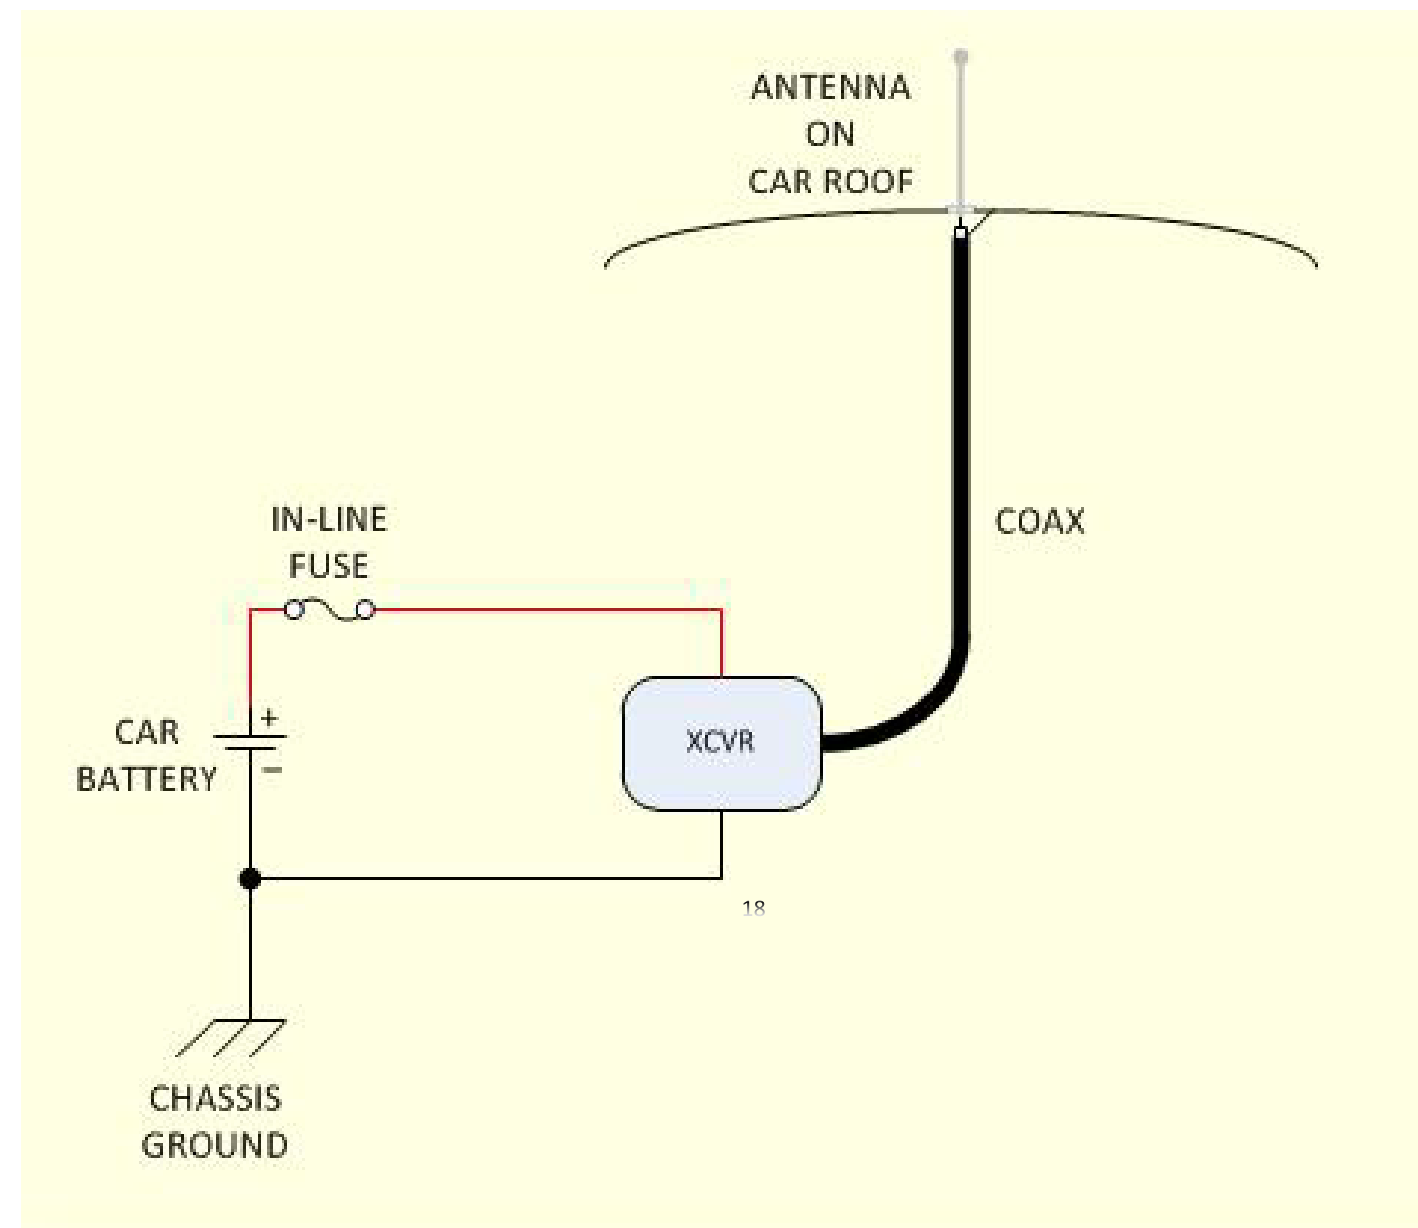 ANTENNA
ON
CAR ROOF
IN-LINE
FUSE
COAX
+
CAR
BATTERY
–
XCVR
18
CHASSIS
GROUND